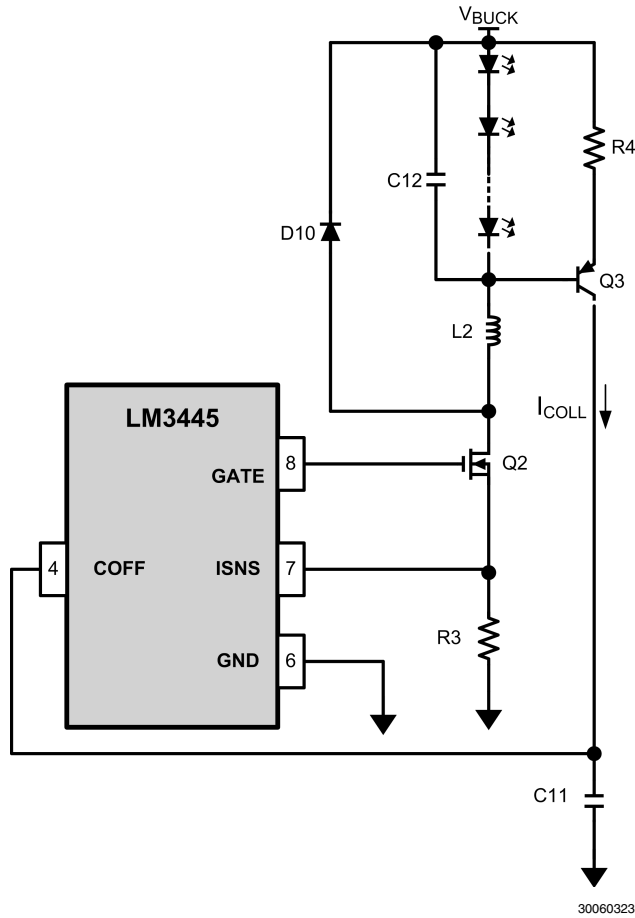 VBUCK
R4
C12
D10
Q3
L2
ICOLL
LM3445
8
GATE
Q2
4
COFF
ISNS
7
R3
GND
6
C11
30060323